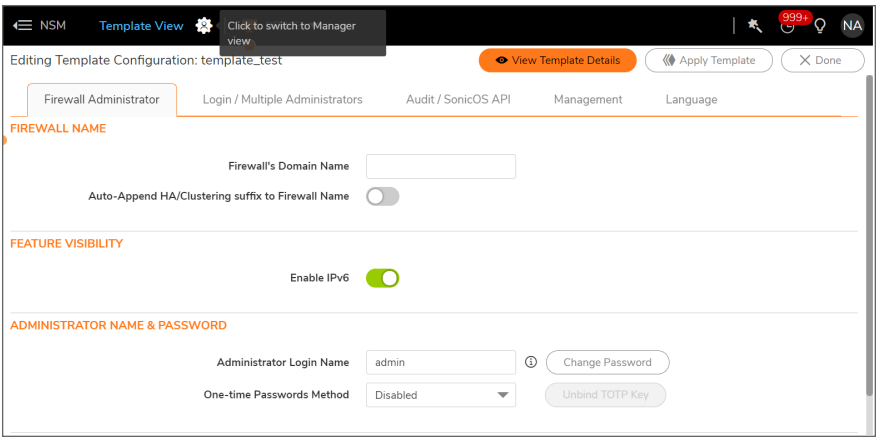 NSM Template View Click to switch to Manager 999+ NA
view
Editing Template Configuration: template_test View Template Details Apply Template Done
Firewall Administrator Login / Multiple Administrators Audit / SonicOS API Management Language
FIREWALL NAME
Firewall's Domain Name
Auto-Append HA/Clustering suffix to Firewall Name
FEATURE VISIBILITY
Enable IPv6
ADMINISTRATOR NAME & PASSWORD
Administrator Login Name admin Change Password
One-time Passwords Method Disabled Unbind TOTP Key